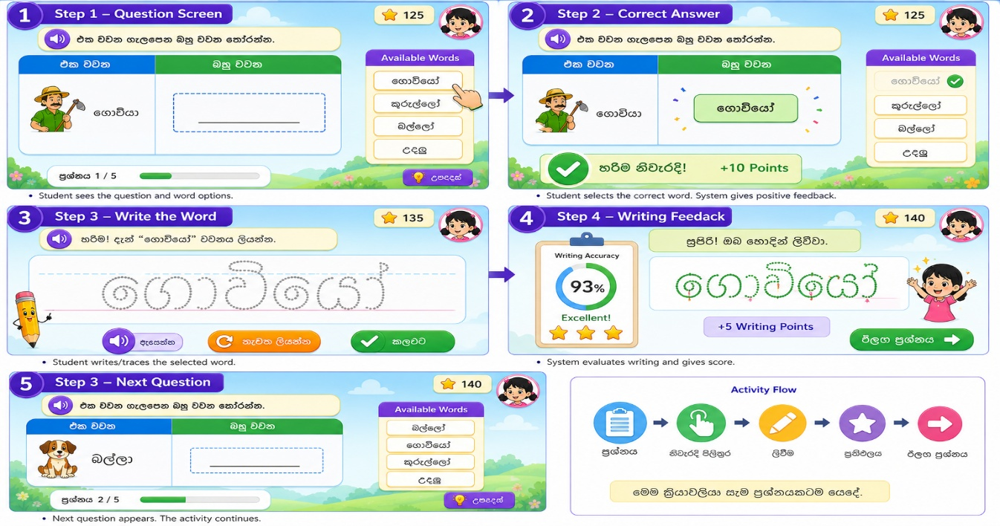 1 Step 1 – Question Screen
125
එක වචන ගැලපෙන බහු වචන තෝරන්න.
එක වචන
බහු වචන
ගොවියා
Available Words
ගොවියෝ
කුරුල්ලෝ
බල්ලෝ
උදලු
ප්‍රශ්නය 1 / 5
• Student sees the question and word options.
2 Step 2 – Correct Answer
125
එක වචන ගැලපෙන බහු වචන තෝරන්න.
එක වචන
බහු වචන
ගොවියා
ගොවියෝ
Available Words
ගොවියෝ
කුරුල්ලෝ
බල්ලෝ
උදලු
හරිම නිවැරදි! +10 Points
• Student selects the correct word. System gives positive feedback.
3 Step 3 – Write the Word
135
හරිම! දැන් “ගොවියෝ” වචනය ලියන්න.
ගොවියෝ
නැවත ලියන්න
• Student writes/traces the selected word.
4 Step 4 – Writing Feedack
140
Writing Accuracy
93%
Excellent!
සුපිරි! ඔබ හොදින් ලිවීවා.
ගොවියෝ
+5 Writing Points
ඊලග ප්‍රශ්නය
• System evaluates writing and gives score.
5 Step 3 – Next Question
140
එක වචන ගැලපෙන බහු වචන තෝරන්න.
එක වචන
බහු වචන
බල්ලා
Available Words
බල්ලෝ
ගොවියෝ
කුරුල්ලෝ
උදලු
ප්‍රශ්නය 2 / 5
• Next question appears. The activity continues.
Activity Flow
ප්‍රශ්නය
නිවැරදි පිලිතුර
ලිවීම
ප්‍රතිඵලය
ඊලග ප්‍රශ්නය
මෙම ක්‍රියාවලියා සැම ප්‍රශ්නයකටම යෙදේ.